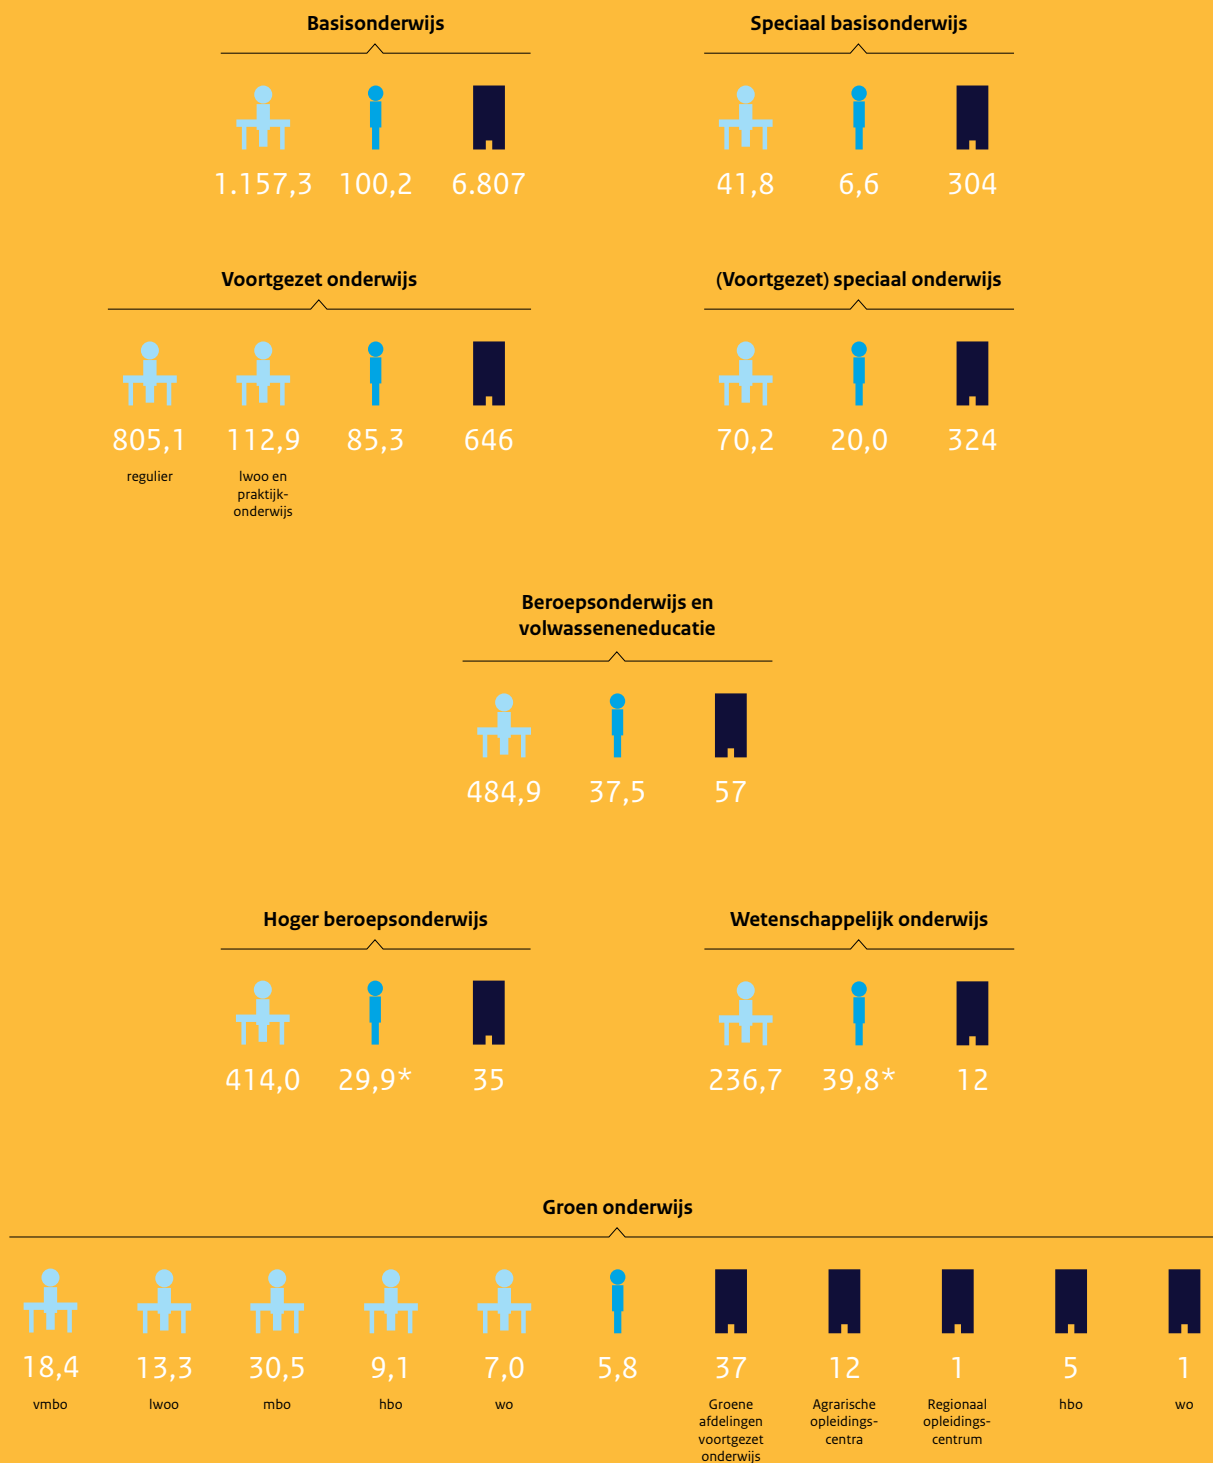 Basisonderwijs
1.157,3 100,2 6.807
Speciaal basisonderwijs
41,8 6,6 304
Voortgezet onderwijs
805,1 112,9 85,3 646
regulier
lwoo en
praktijk-
onderwijs
(Voortgezet) speciaal onderwijs
70,2 20,0 324
Beroepsonderwijs en
volwasseneneducatie
484,9 37,5 57
Hoger beroepsonderwijs
414,0 29,9* 35
Wetenschappelijk onderwijs
236,7 39,8* 12
Groen onderwijs
18,4 13,3 30,5 9,1 7,0 5,8 37 12 1 5 1
vmbo
lwoo
mbo
hbo
wo
Groene
afdelingen
voortgezet
onderwijs
Agrarische
opleidings-
centra
Regionaal
opleidings-
centrum
hbo
wo